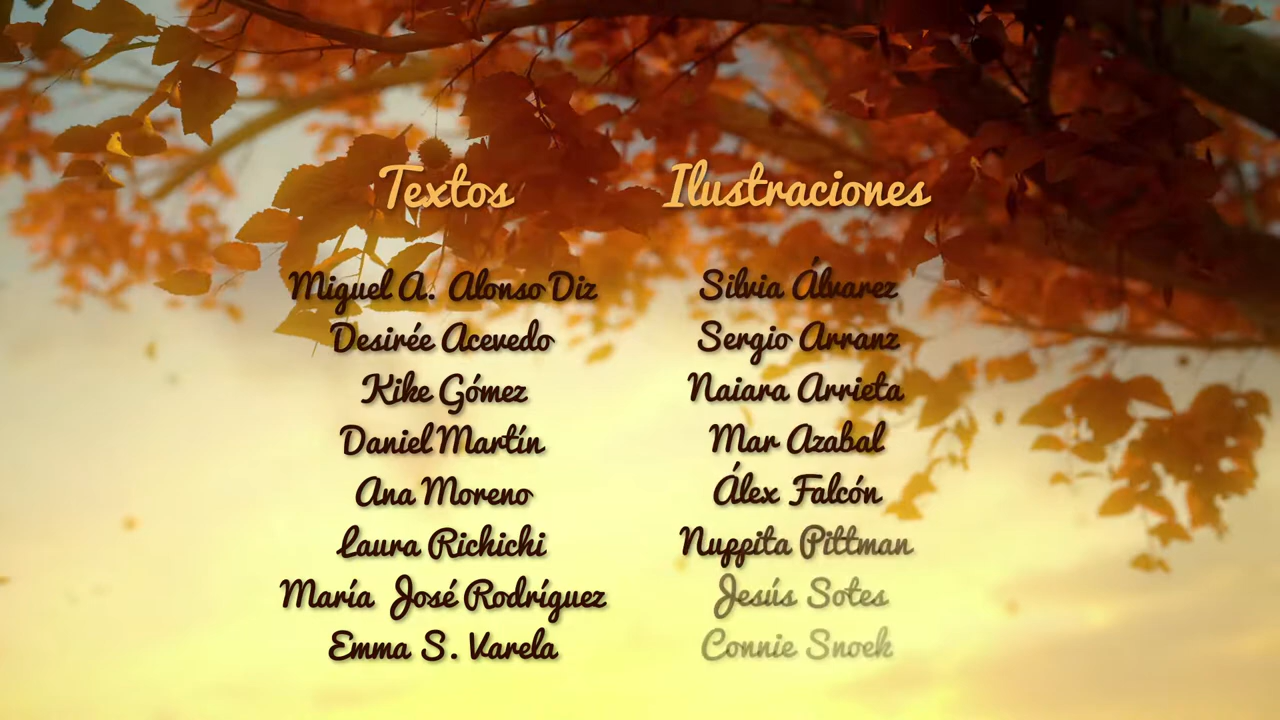 Textos
Miguel A. Alonso Diz
Desirée Acevedo
Kike Gómez
Daniel Martín
Ana Moreno
Laura Richichi
María José Rodríguez
Emma S. Varela
Ilustraciones
Silvia Álvarez
Sergio Arranz
Naiara Arrieta
Mar Azabal
Álex Falcón
Nuppita Pittman
Jesús Sotes
Connie Snoek